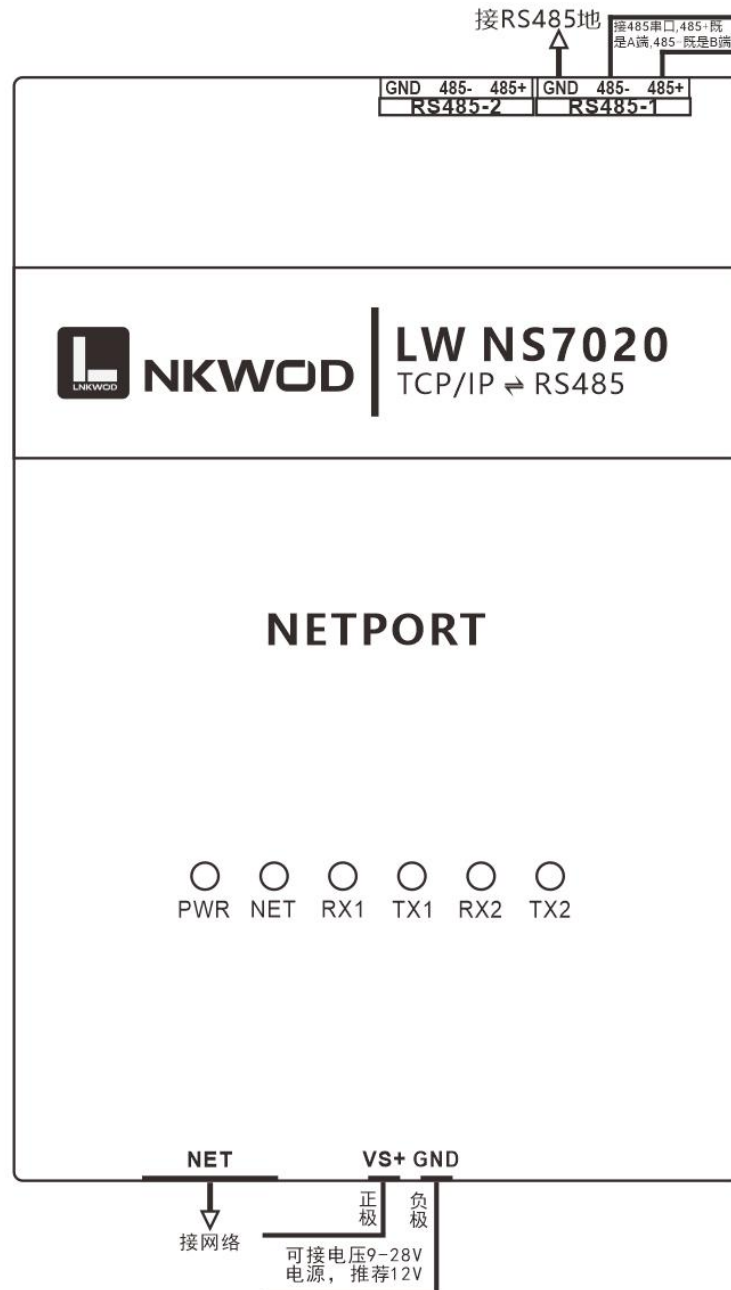 接RS485地
接485串口,485+既
是A端,485-既是B端
GND 485- 485+ GND 485- 485+
RS485-2 RS485-1
LNKWOD
NKWOD
LW NS7020
TCP/IP ⇌ RS485
NETPORT
PWR NET RX1 TX1 RX2 TX2
NET VS+ GND
正极 负极
接网络
可接电压9-28V
电源，推荐12V